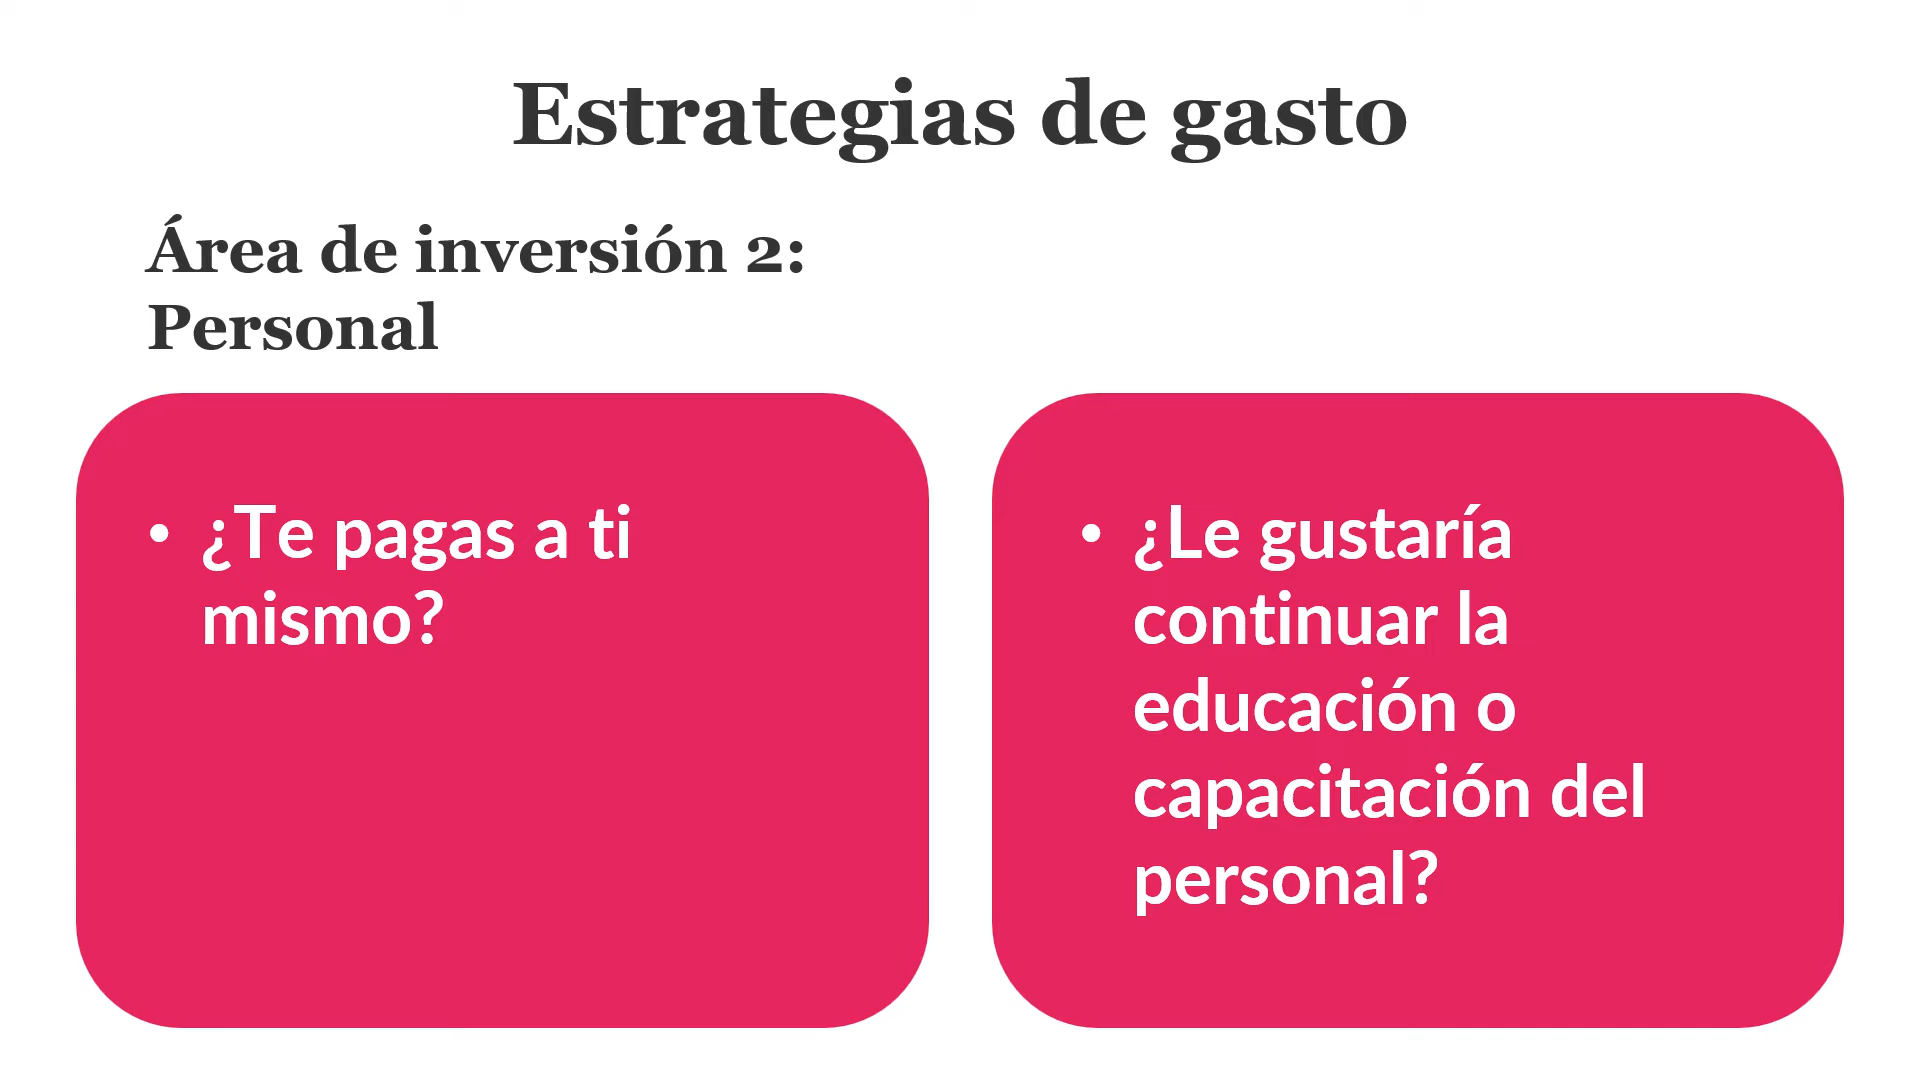 Estrategias de gasto
Área de inversión 2:
Personal
• ¿Te pagas a ti
mismo?
• ¿Le gustaría
continuar la
educación o
capacitación del
personal?